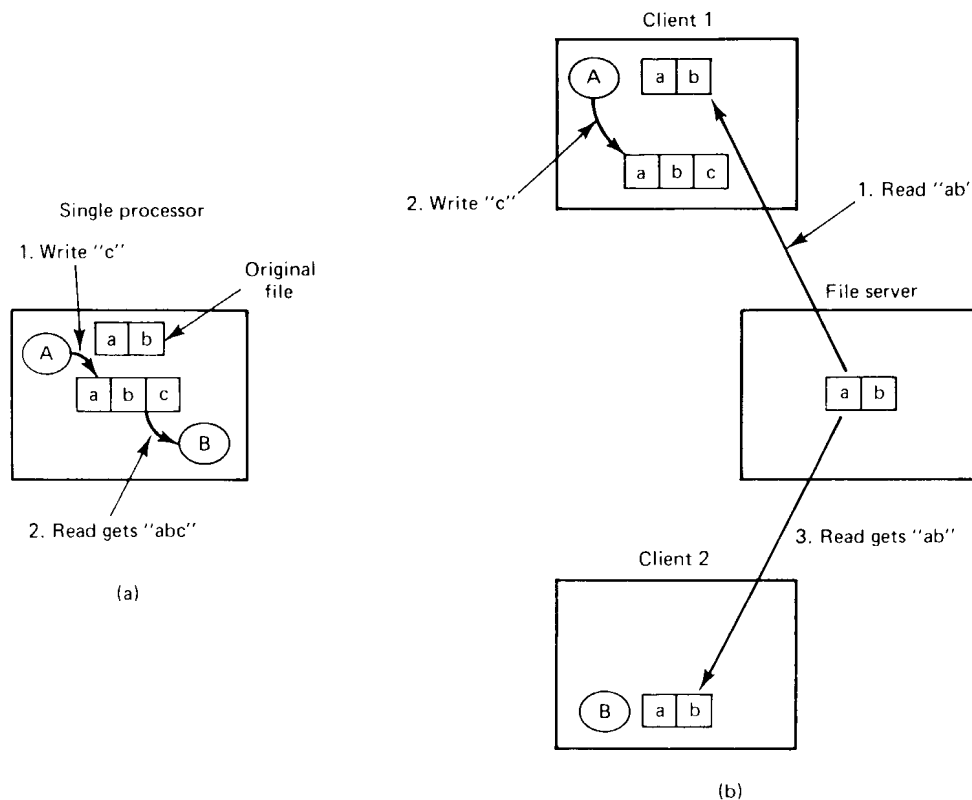 Single processor
1. Write "c"
Original
file
a b
A
a b c
B
2. Read gets "abc"
(a)
Client 1
A
a b
a b c
2. Write "c"
1. Read "ab"
File server
a b
3. Read gets "ab"
Client 2
B
a b
(b)